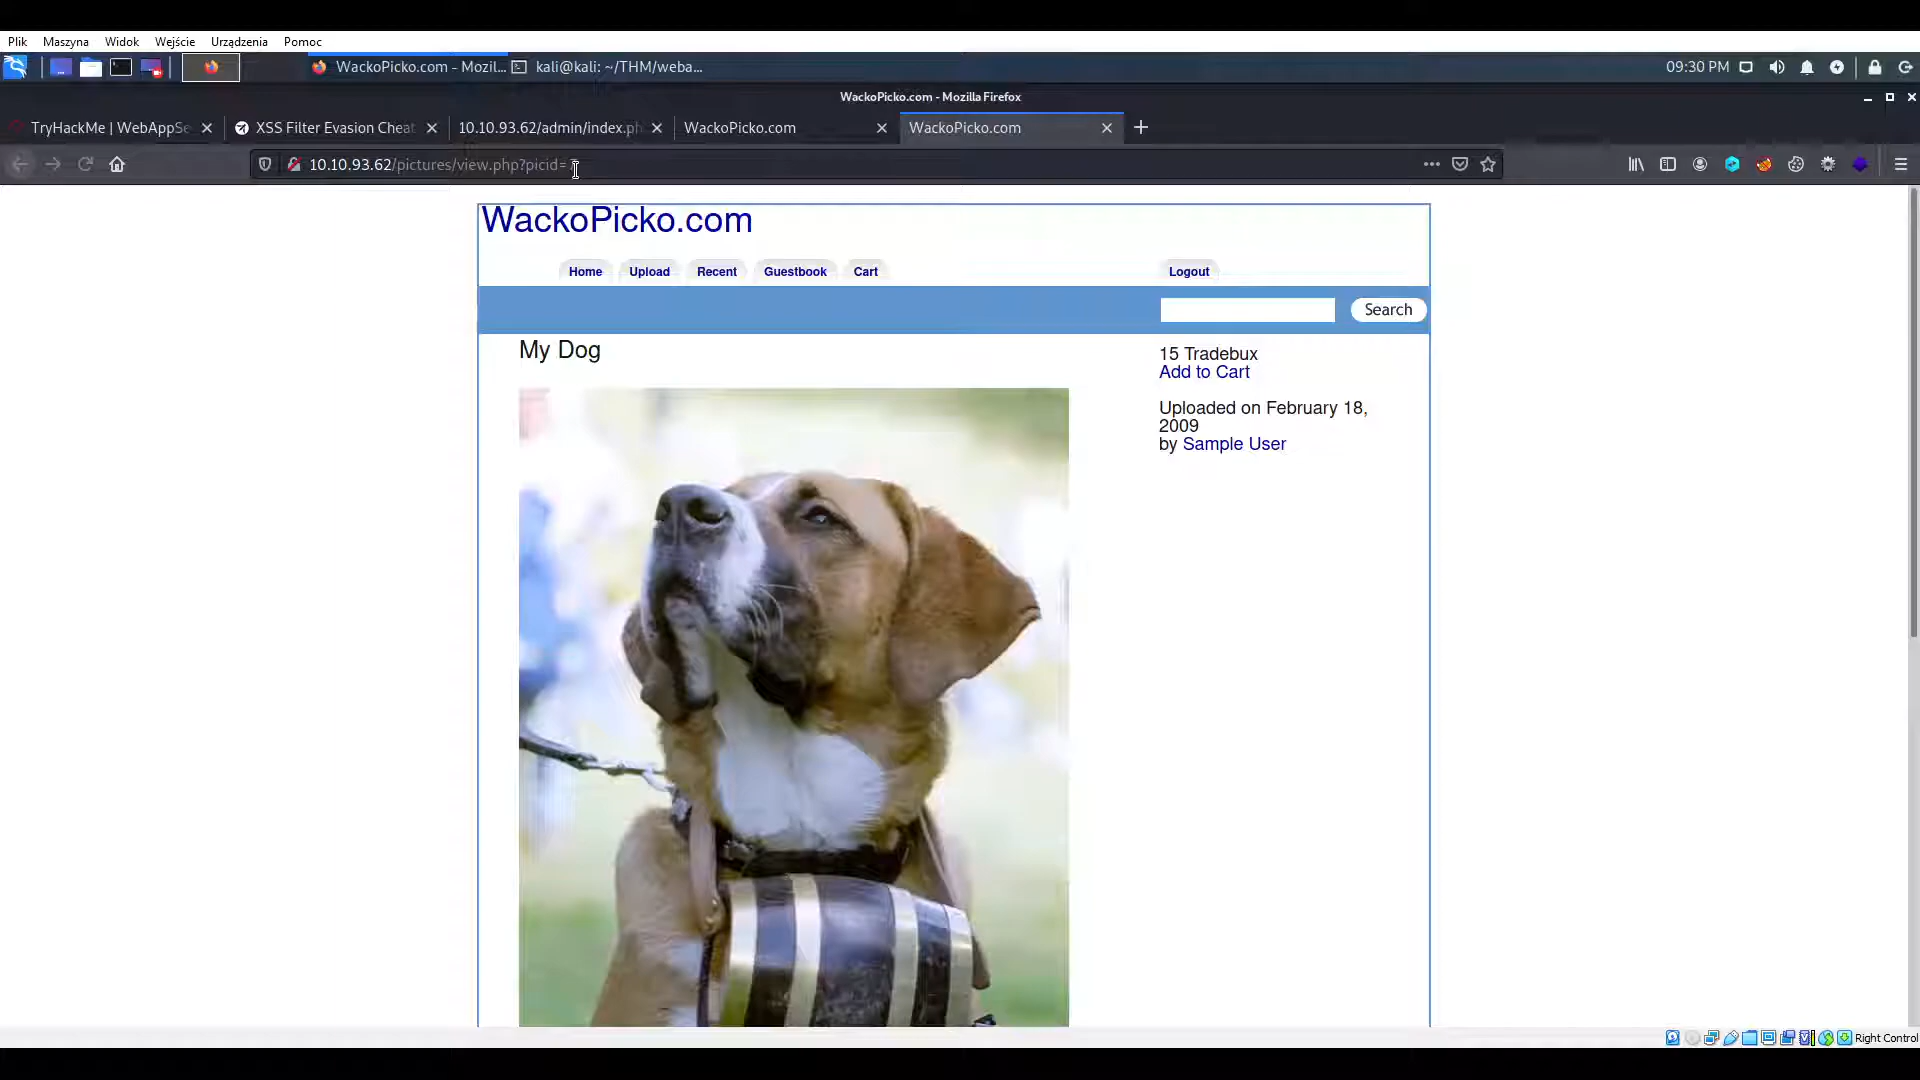 Plik Maszyna Widok Wejście Urządzenia Pomoc
WackoPicko.com - Mozil... kali@kali: ~/THM/weba... 09:30 PM
WackoPicko.com - Mozilla Firefox
TryHackMe | WebAppSe XSS Filter Evasion Cheat 10.10.93.62/admin/index.ph WackoPicko.com WackoPicko.com
10.10.93.62/pictures/view.php?picid=
WackoPicko.com
Home Upload Recent Guestbook Cart Logout
Search
My Dog
15 Tradebux
Add to Cart
Uploaded on February 18,
2009
by Sample User
Right Control